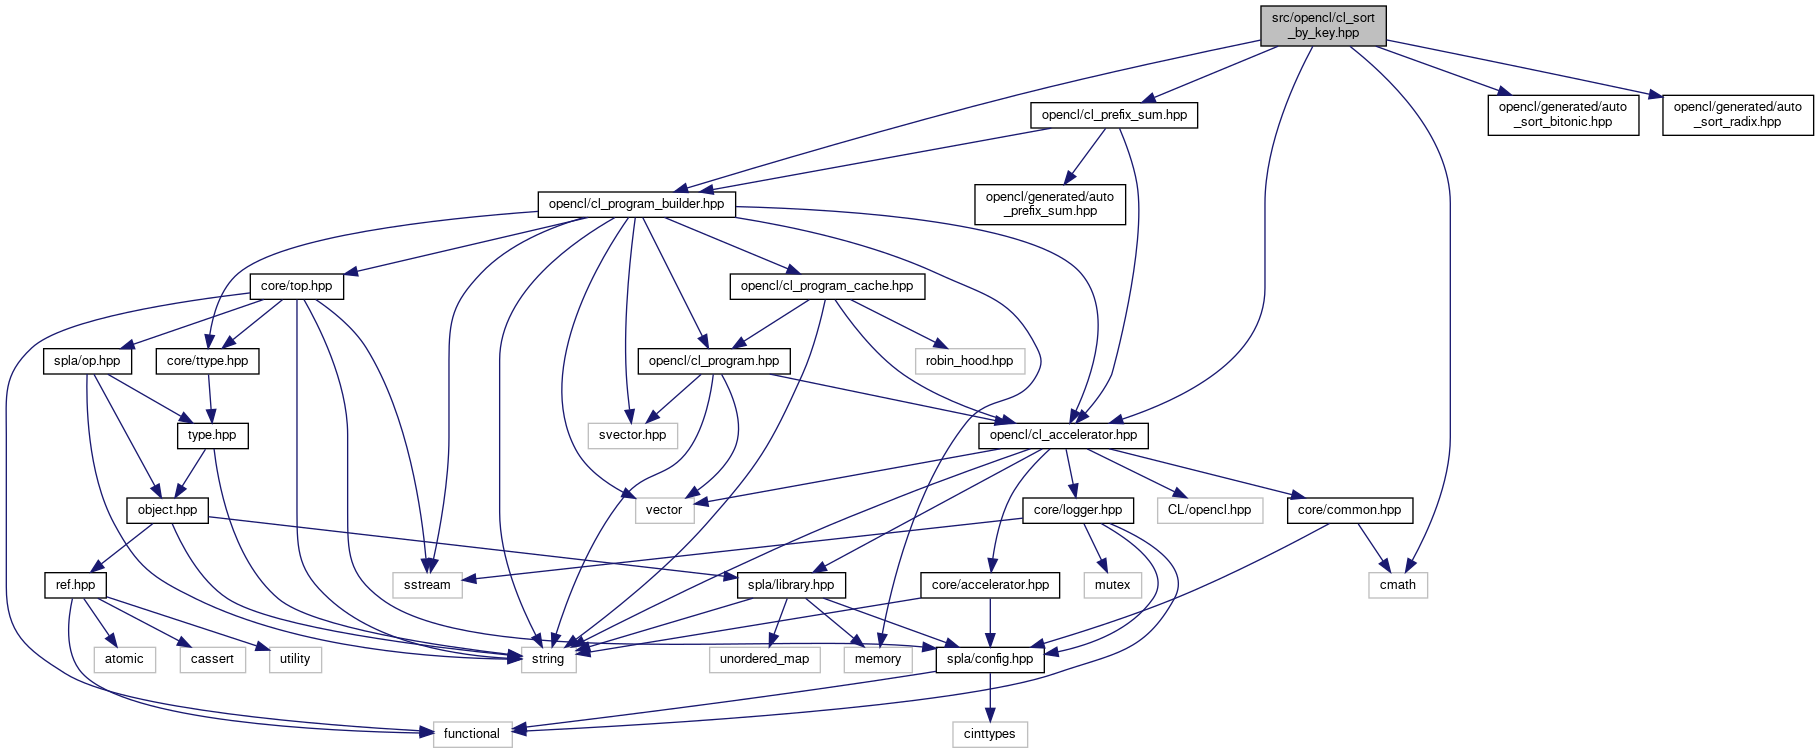 src/opencl/cl_sort
_by_key.hpp
opencl/cl_prefix_sum.hpp
opencl/generated/auto
_sort_bitonic.hpp
opencl/generated/auto
_sort_radix.hpp
opencl/cl_program_builder.hpp
opencl/generated/auto
_prefix_sum.hpp
core/top.hpp
opencl/cl_program_cache.hpp
spla/op.hpp
core/ttype.hpp
opencl/cl_program.hpp
robin_hood.hpp
type.hpp
svector.hpp
opencl/cl_accelerator.hpp
object.hpp
vector
core/logger.hpp
CL/opencl.hpp
core/common.hpp
ref.hpp
sstream
spla/library.hpp
core/accelerator.hpp
mutex
cmath
atomic
cassert
utility
string
unordered_map
memory
spla/config.hpp
functional
cinttypes